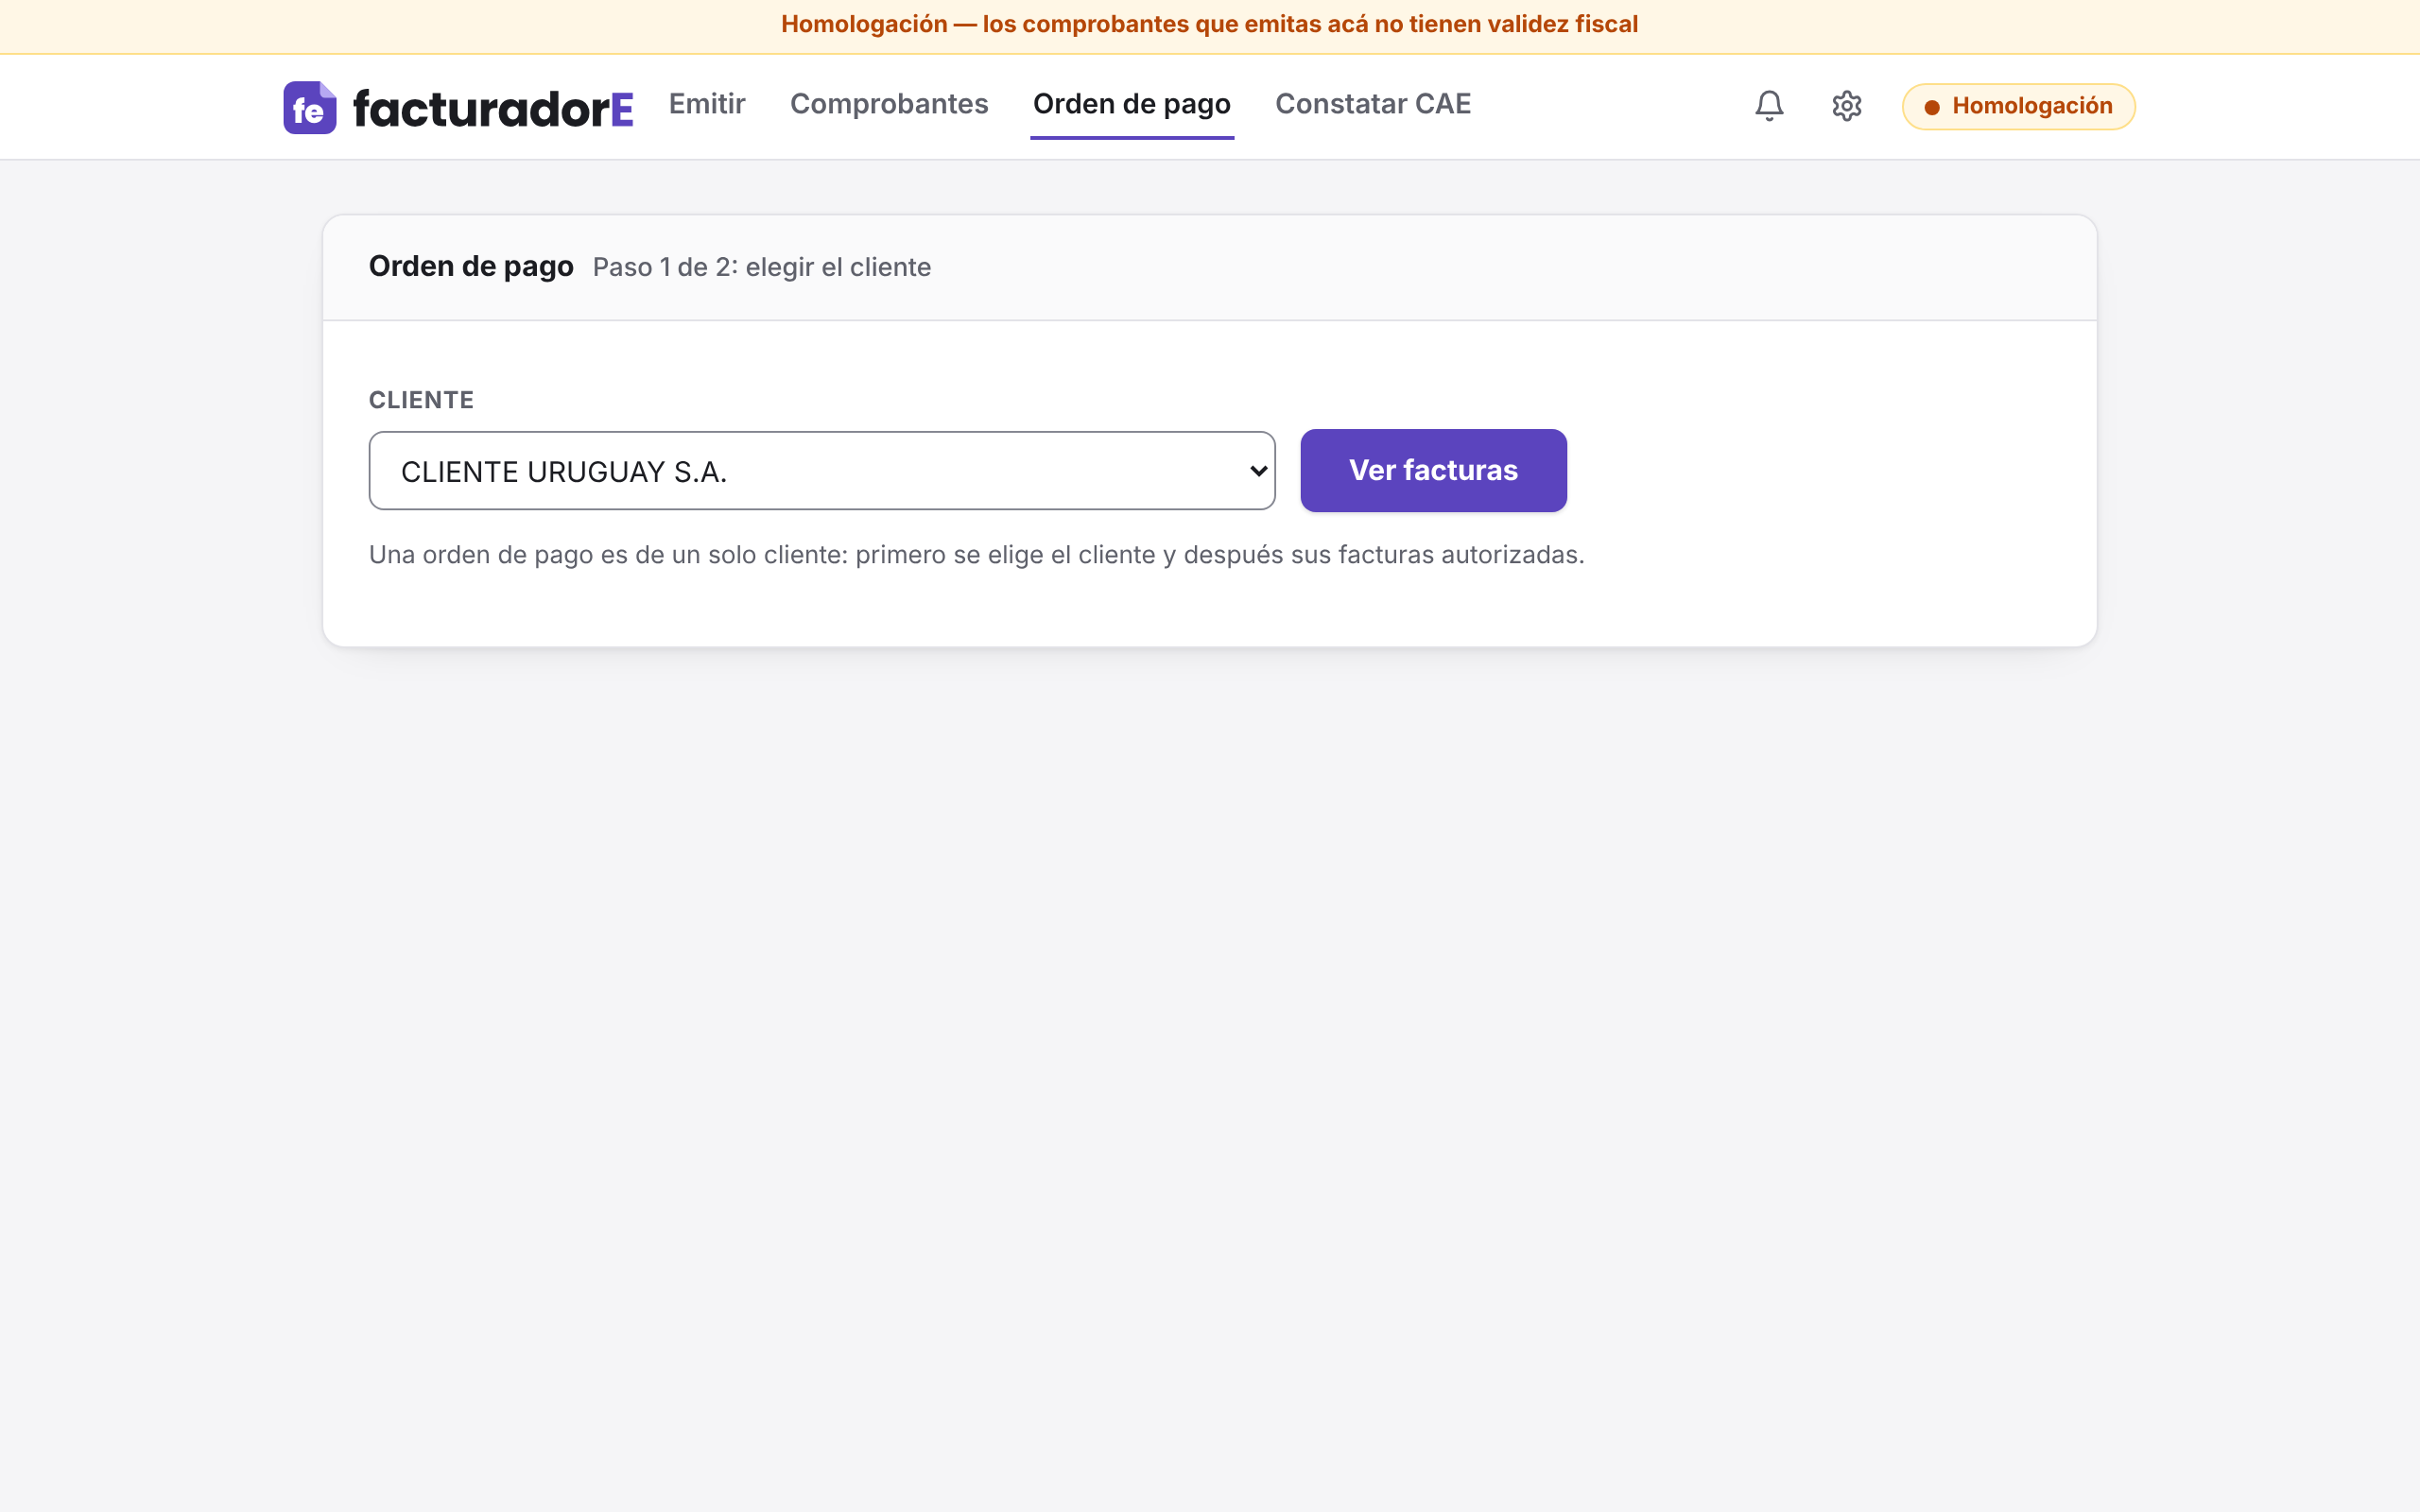 Homologación — los comprobantes que emitas acá no tienen validez fiscal
fe facturadorE Emitir Comprobantes Orden de pago Constatar CAE Homologación
Orden de pago Paso 1 de 2: elegir el cliente
CLIENTE
CLIENTE URUGUAY S.A. Ver facturas
Una orden de pago es de un solo cliente: primero se elige el cliente y después sus facturas autorizadas.